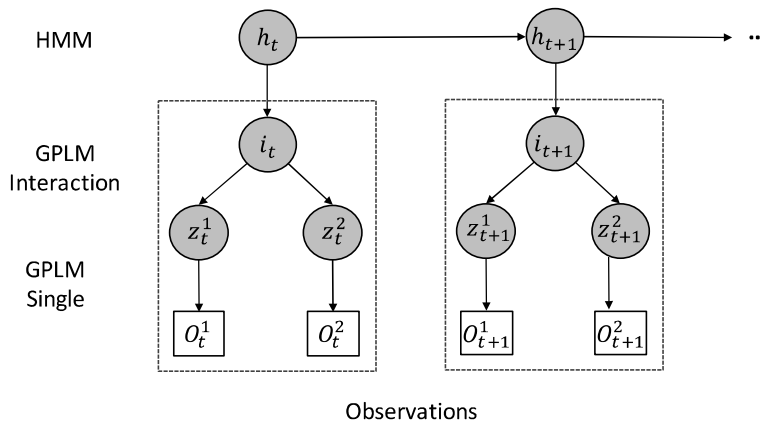 HMM
h_t
h_{t+1}
..
GPLM
Interaction
i_t
i_{t+1}
z_t^1
z_t^2
z_{t+1}^1
z_{t+1}^2
GPLM
Single
O_t^1
O_t^2
O_{t+1}^1
O_{t+1}^2
Observations